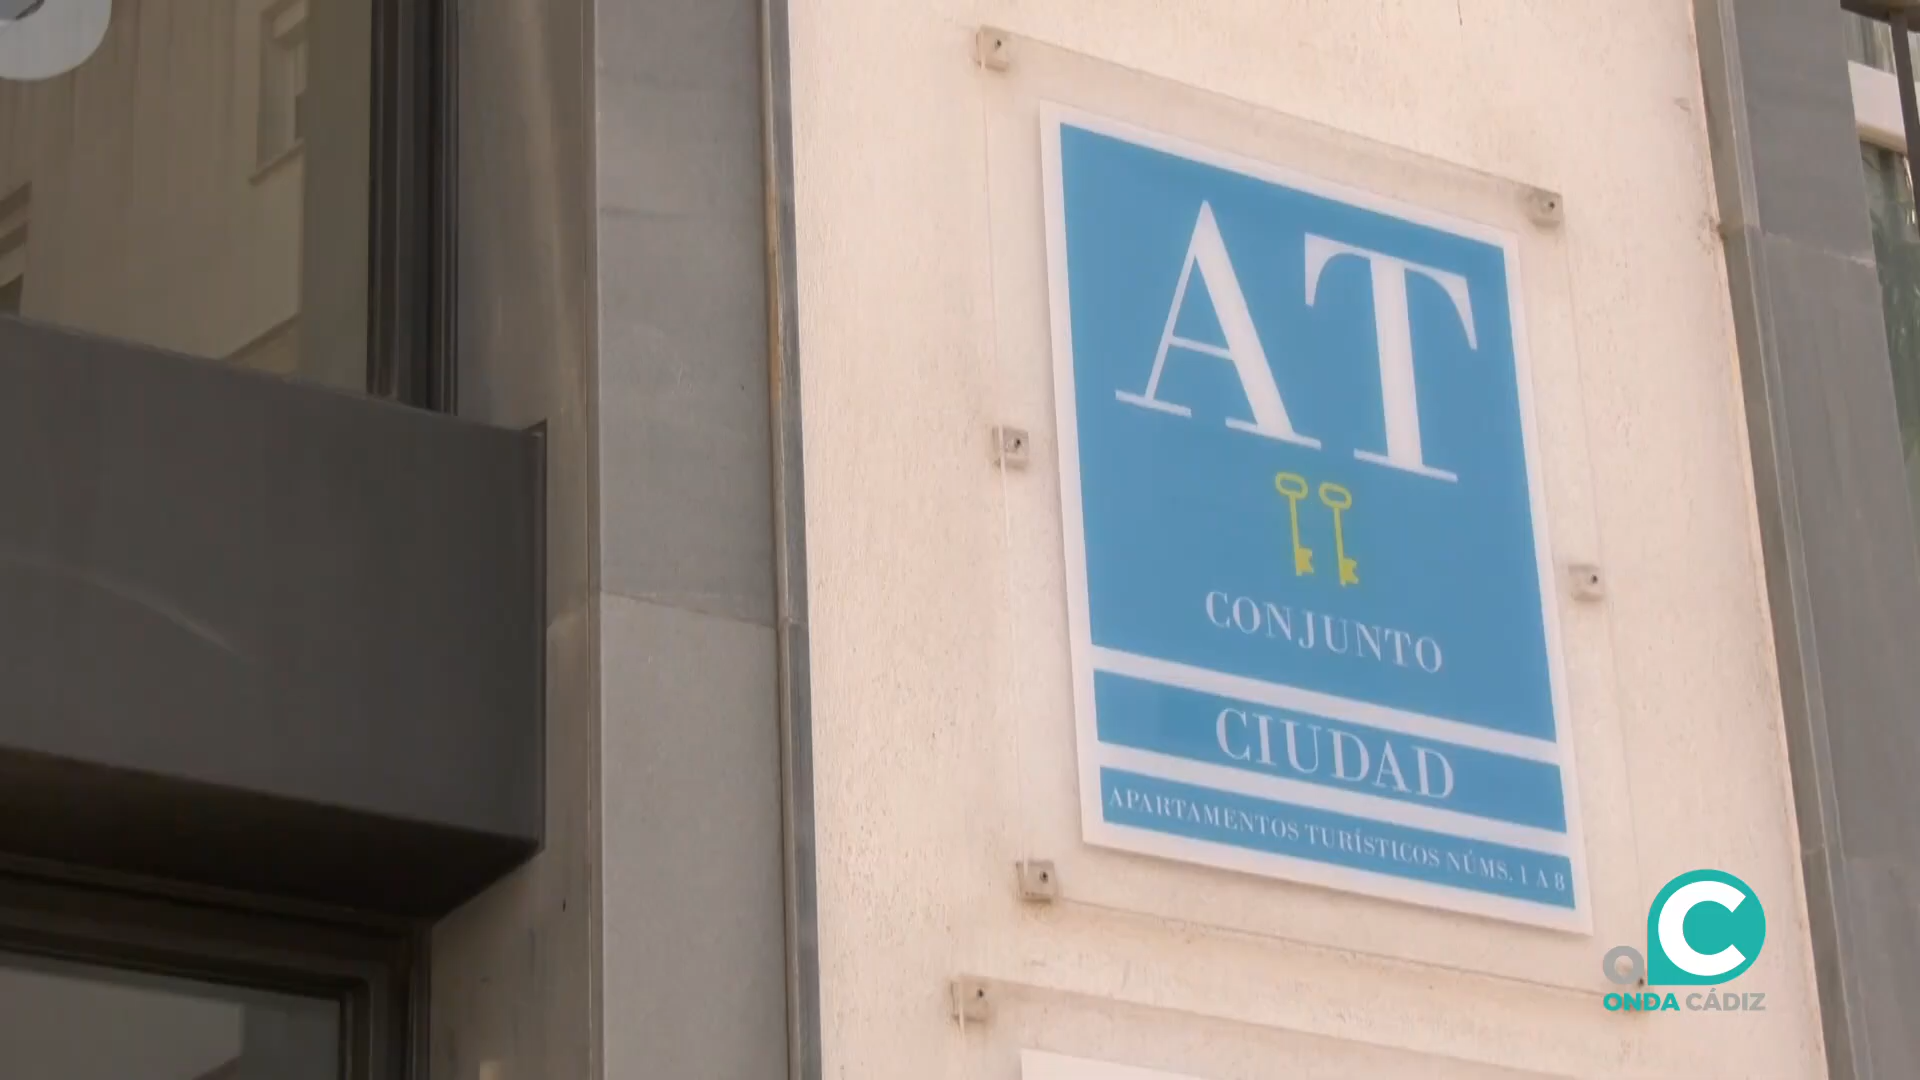 AT
CONJUNTO
CIUDAD
APARTAMENTOS TURÍSTICOS NÚMS. 1 A 8
ONDA CÁDIZ